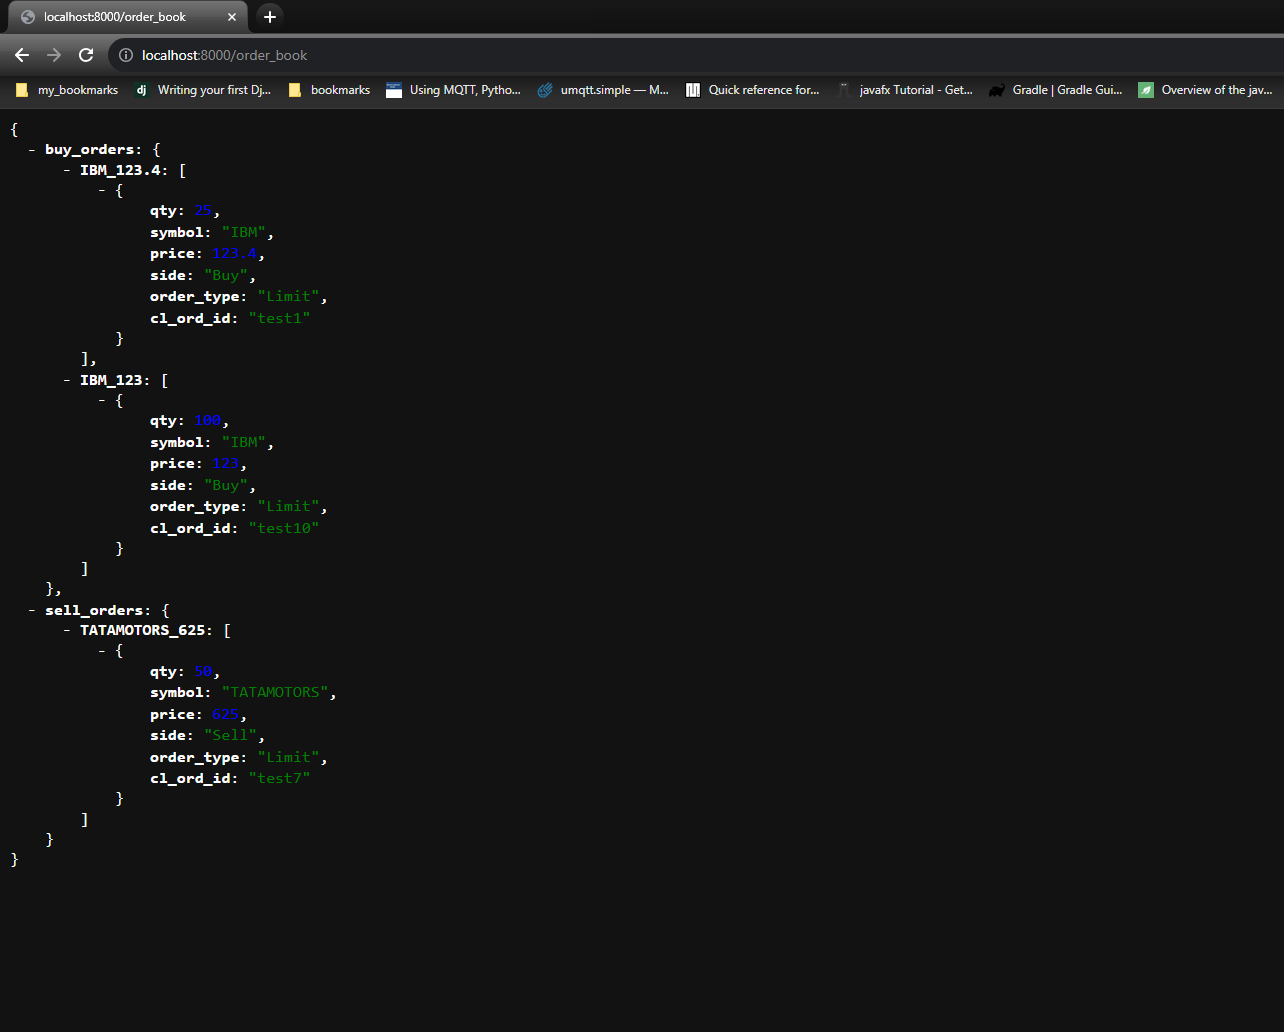 localhost:8000/order_book
localhost:8000/order_book
my_bookmarks
dj Writing your first Dj...
bookmarks
Using MQTT, Pytho...
umqtt.simple — M...
Quick reference for...
javafx Tutorial - Get...
Gradle | Gradle Gui...
Overview of the jav...
{
- buy_orders: {
- IBM_123.4: [
- {
qty: 25,
symbol: "IBM",
price: 123.4,
side: "Buy",
order_type: "Limit",
cl_ord_id: "test1"
}
],
- IBM_123: [
- {
qty: 100,
symbol: "IBM",
price: 123,
side: "Buy",
order_type: "Limit",
cl_ord_id: "test10"
}
]
},
- sell_orders: {
- TATAMOTORS_625: [
- {
qty: 50,
symbol: "TATAMOTORS",
price: 625,
side: "Sell",
order_type: "Limit",
cl_ord_id: "test7"
}
]
}
}